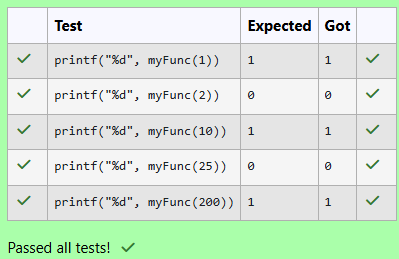 Test Expected Got
printf("%d", myFunc(1)) 1 1
printf("%d", myFunc(2)) 0 0
printf("%d", myFunc(10)) 1 1
printf("%d", myFunc(25)) 0 0
printf("%d", myFunc(200)) 1 1
Passed all tests!